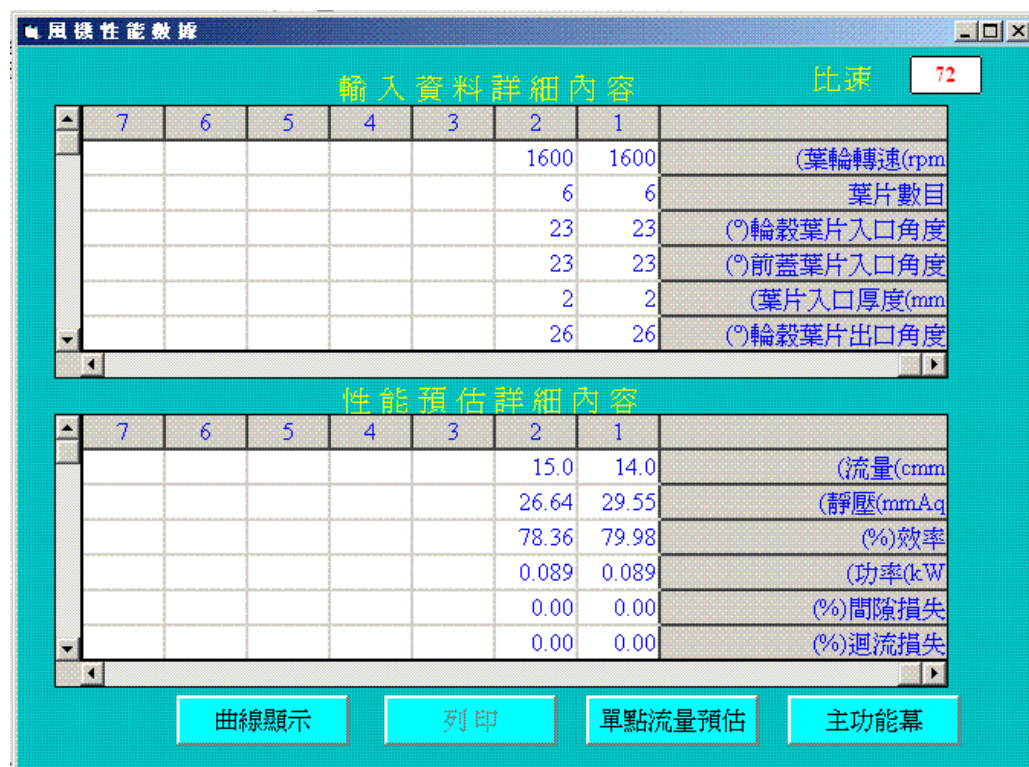 風機性能數據
輸入資料詳細內容 比速 72
7 6 5 4 3 2 1
1600 1600 (葉輪轉速(rpm
6 6 葉片數目
23 23 (°)輪轂葉片入口角度
23 23 (°)前蓋葉片入口角度
2 2 (葉片入口厚度(mm
26 26 (°)輪轂葉片出口角度
性能預估詳細內容
7 6 5 4 3 2 1
15.0 14.0 (流量(cmm
26.64 29.55 (靜壓(mmAq
78.36 79.98 (%)效率
0.089 0.089 (功率(kW
0.00 0.00 (%)間隙損失
0.00 0.00 (%)迴流損失
曲線顯示 列印 單點流量預估 主功能幕